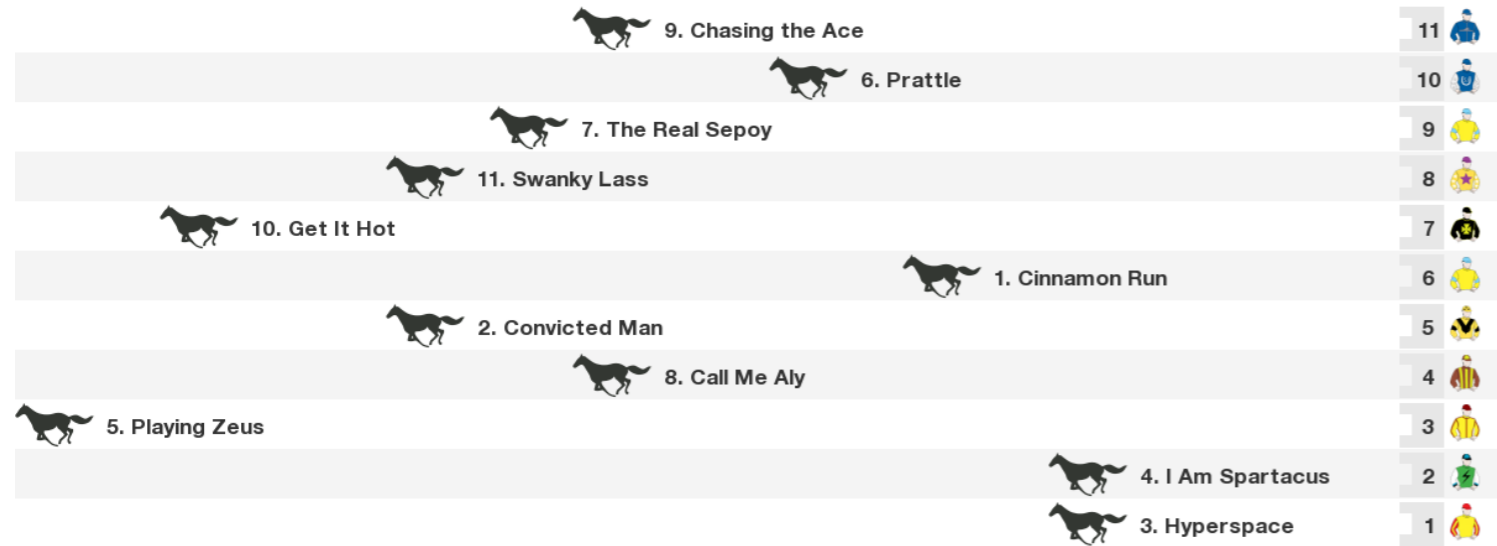 9. Chasing the Ace 11
6. Prattle 10
7. The Real Sepoy 9
11. Swanky Lass 8
10. Get It Hot 7
1. Cinnamon Run 6
2. Convicted Man 5
8. Call Me Aly 4
5. Playing Zeus 3
4. I Am Spartacus 2
3. Hyperspace 1